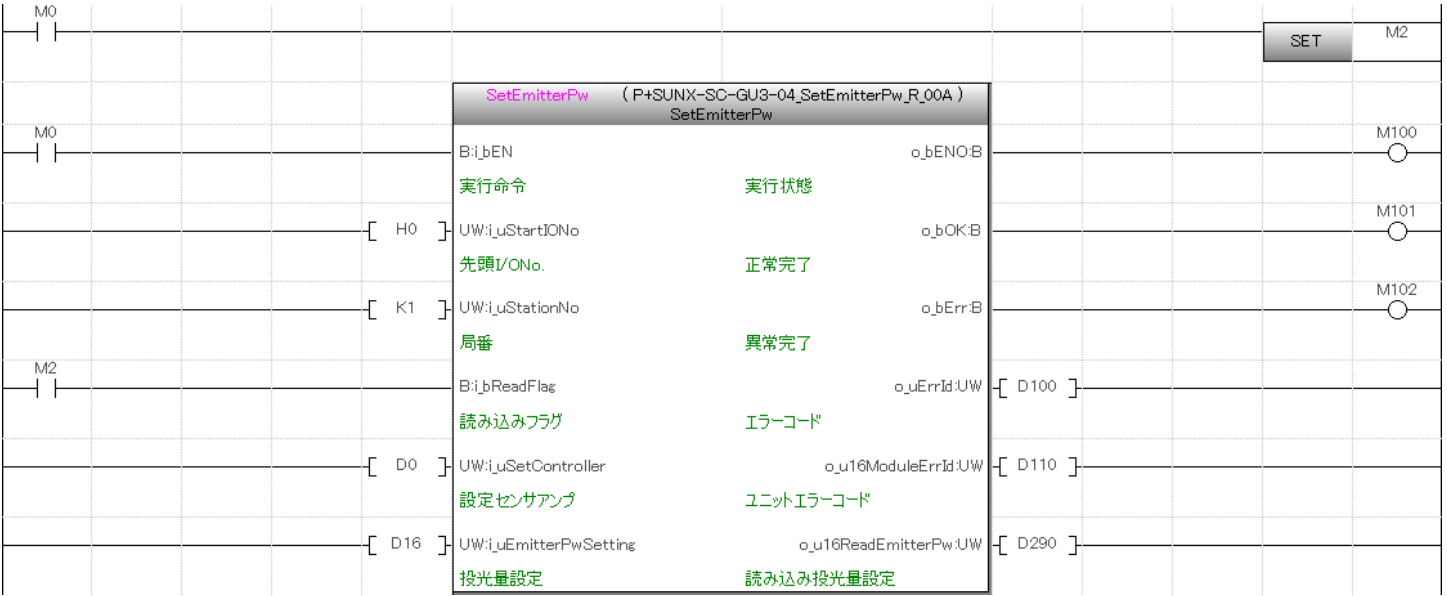 M0
SET M2
SetEmitterPw (P+SUNX-SC-GU3-04_SetEmitterPw_R_00A)
SetEmitterPw
M0 M100
B:i_bEN o_bENO:B
実行命令 実行状態
M101
H0 UW:i_uStartIONo o_bOK:B
先頭I/ONo. 正常完了
M102
K1 UW:i_uStationNo o_bErr:B
局番 異常完了
M2
B:i_bReadFlag o_uErrId:UW D100
読み込みフラグ エラーコード
D0 UW:i_uSetController o_u16ModuleErrId:UW D110
設定センサアンプ ユニットエラーコード
D16 UW:i_uEmitterPwSetting o_u16ReadEmitterPw:UW D290
投光量設定 読み込み投光量設定